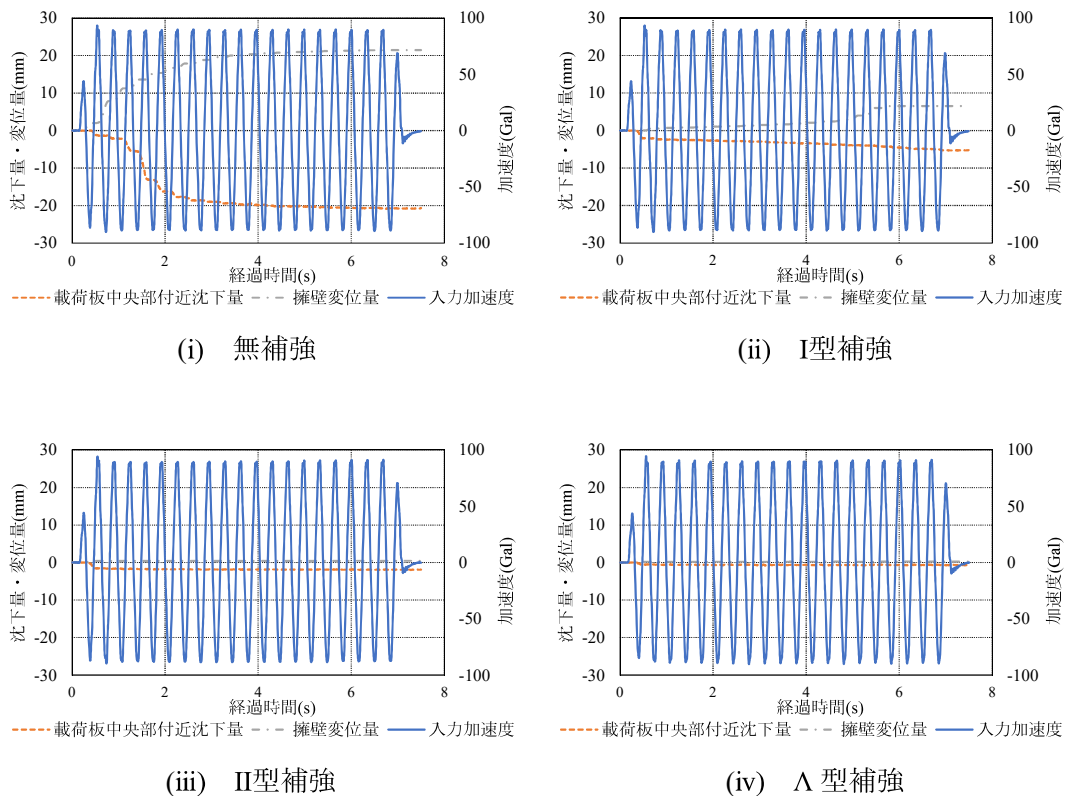 30
20
10
0
-10
-20
-30
沈下量・変位量(mm)
100
50
0
-50
-100
加速度(Gal)
0 2 4 6 8
経過時間(s)
載荷板中央部付近沈下量 擁壁変位量 入力加速度
(i) 無補強
30
20
10
0
-10
-20
-30
沈下量・変位量(mm)
100
50
0
-50
-100
加速度(Gal)
0 2 4 6 8
経過時間(s)
載荷板中央部付近沈下量 擁壁変位量 入力加速度
(ii) I型補強
30
20
10
0
-10
-20
-30
沈下量・変位量(mm)
100
50
0
-50
-100
加速度(Gal)
0 2 4 6 8
経過時間(s)
載荷板中央部付近沈下量 擁壁変位量 入力加速度
(iii) II型補強
30
20
10
0
-10
-20
-30
沈下量・変位量(mm)
100
50
0
-50
-100
加速度(Gal)
0 2 4 6 8
経過時間(s)
載荷板中央部付近沈下量 擁壁変位量 入力加速度
(iv) Λ 型補強